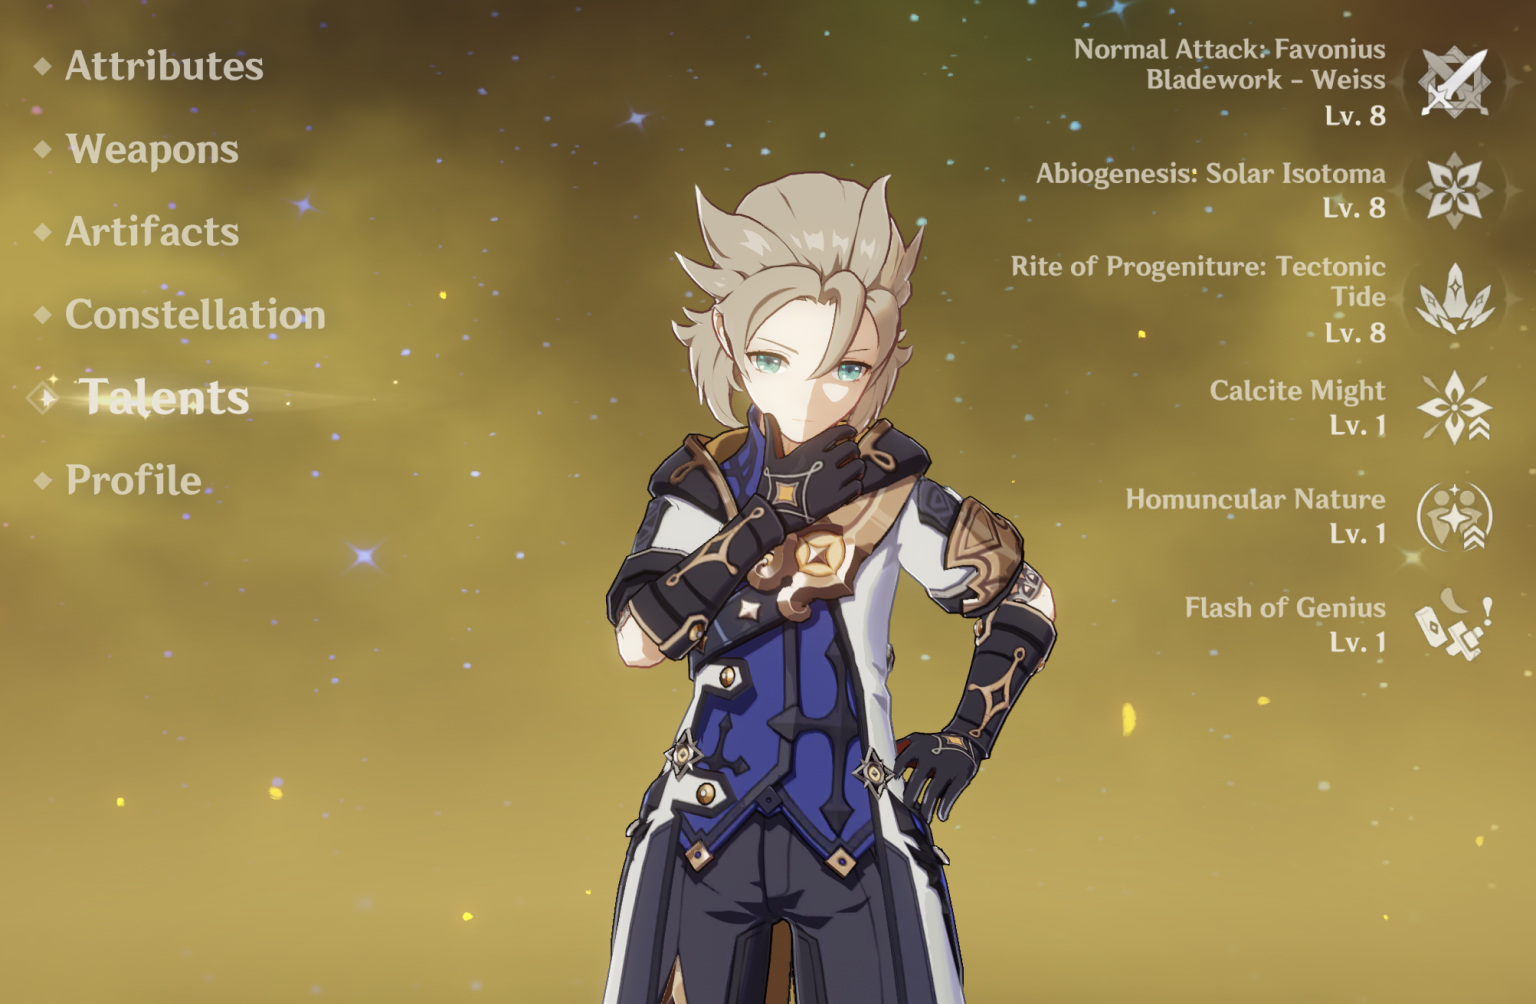 Attributes
Weapons
Artifacts
Constellation
Talents
Profile
Normal Attack: Favonius
Bladework - Weiss
Lv. 8
Abiogenesis: Solar Isotoma
Lv. 8
Rite of Progeniture: Tectonic
Tide
Lv. 8
Calcite Might
Lv. 1
Homuncular Nature
Lv. 1
Flash of Genius
Lv. 1